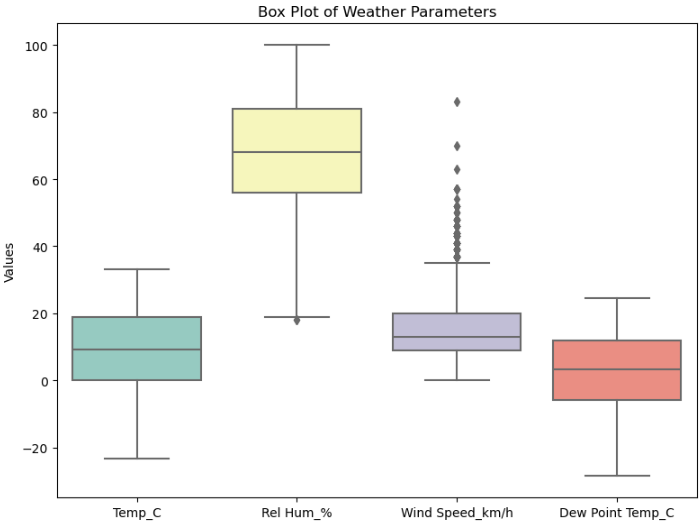 Box Plot of Weather Parameters
100
80
60
40
20
0
−20
Values
Temp_C Rel Hum_% Wind Speed_km/h Dew Point Temp_C